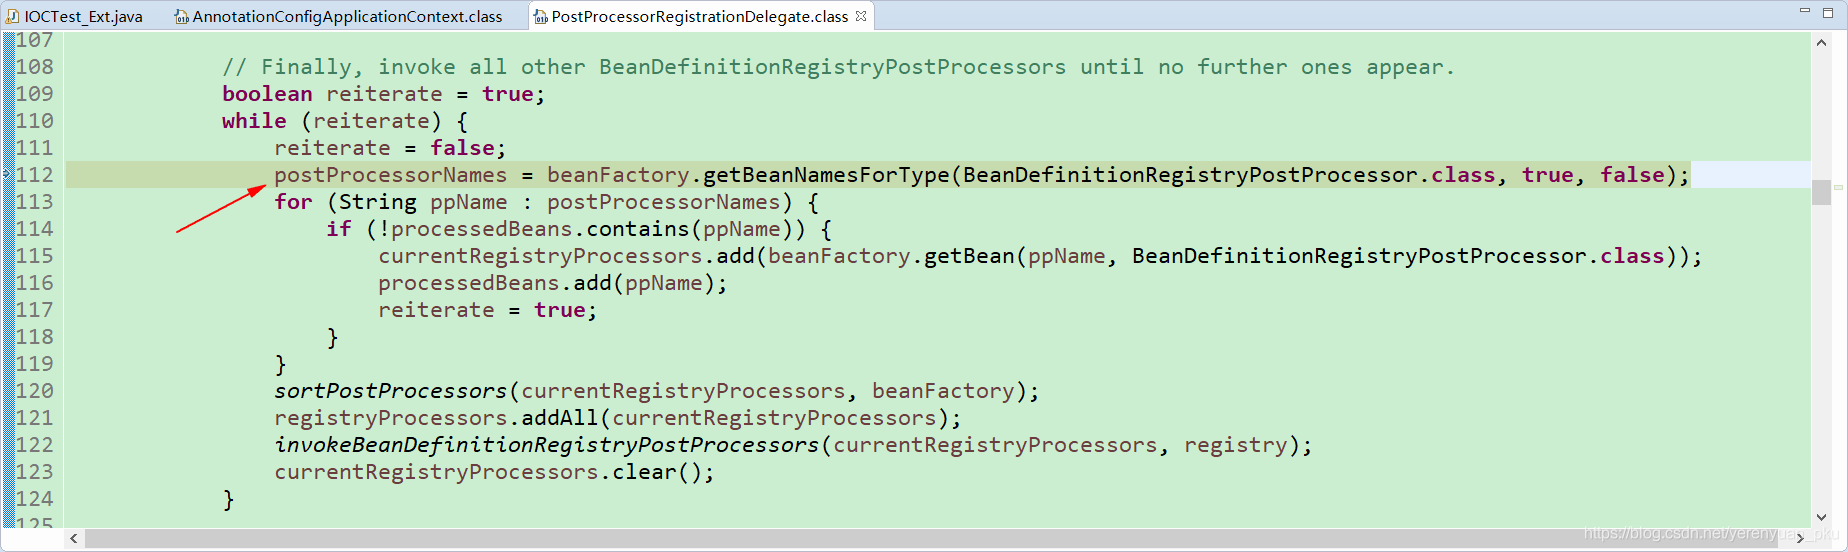 IOCTest_Ext.java AnnotationConfigApplicationContext.class PostProcessorRegistrationDelegate.class
107
108 // Finally, invoke all other BeanDefinitionRegistryPostProcessors until no further ones appear.
109 boolean reiterate = true;
110 while (reiterate) {
111 reiterate = false;
112 postProcessorNames = beanFactory.getBeanNamesForType(BeanDefinitionRegistryPostProcessor.class, true, false);
113 for (String ppName : postProcessorNames) {
114 if (!processedBeans.contains(ppName)) {
115 currentRegistryProcessors.add(beanFactory.getBean(ppName, BeanDefinitionRegistryPostProcessor.class));
116 processedBeans.add(ppName);
117 reiterate = true;
118 }
119 }
120 sortPostProcessors(currentRegistryProcessors, beanFactory);
121 registryProcessors.addAll(currentRegistryProcessors);
122 invokeBeanDefinitionRegistryPostProcessors(currentRegistryProcessors, registry);
123 currentRegistryProcessors.clear();
124 }
125
https://blog.csdn.net/yerenyuan_pku